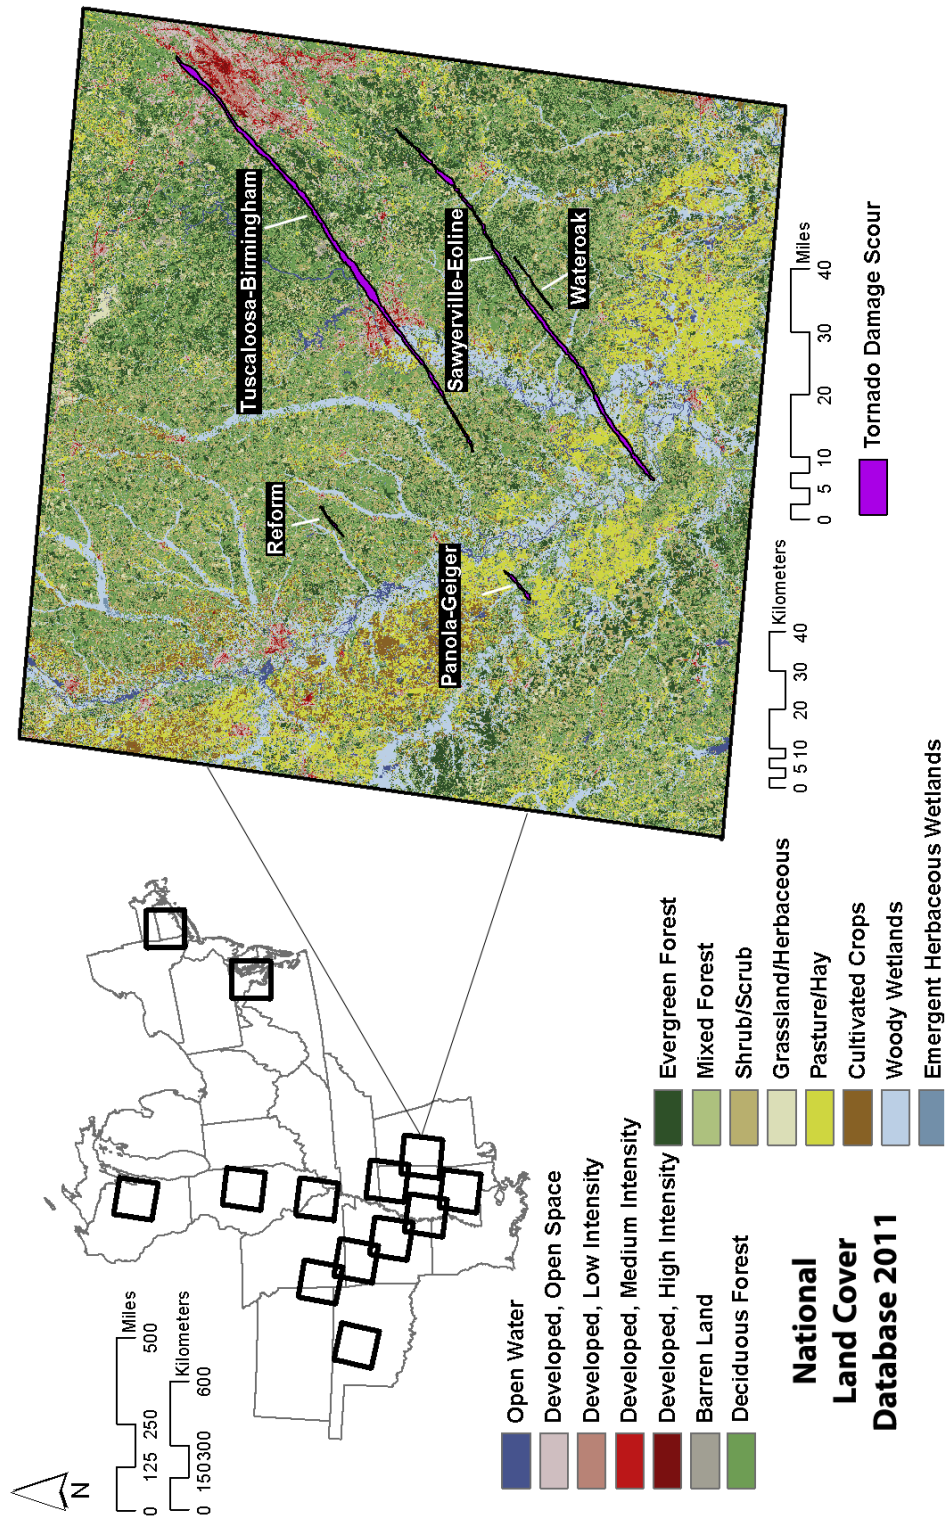 N
0 125 250 500
Miles
0 150300 600
Kilometers
Tuscaloosa-Birmingham
Reform
Sawyerville-Eoline
Wateroak
Panola-Geiger
0 5 10 20 30 40
Kilometers
0 5 10 20 30 40
Miles
Tornado Damage Scour
Open Water
Developed, Open Space
Developed, Low Intensity
Developed, Medium Intensity
Developed, High Intensity
Barren Land
Deciduous Forest
Evergreen Forest
Mixed Forest
Shrub/Scrub
Grassland/Herbaceous
Pasture/Hay
Cultivated Crops
Woody Wetlands
Emergent Herbaceous Wetlands
National
Land Cover
Database 2011